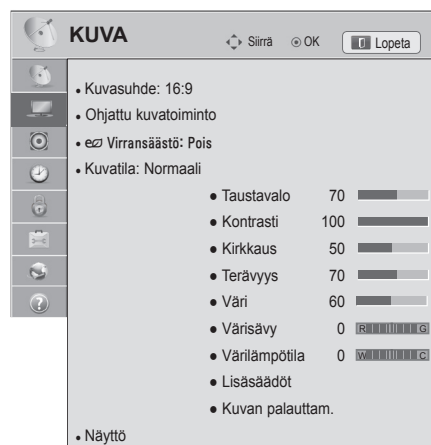 KUVA Siirrä OK Lopeta
• Kuvasuhde: 16:9
• Ohjattu kuvatoiminto
• e Virransäästö: Pois
• Kuvatila: Normaali
● Taustavalo 70
● Kontrasti 100
● Kirkkaus 50
● Terävyys 70
● Väri 60
● Värisävy 0 R G
● Värilämpötila 0 W C
● Lisäsäädöt
● Kuvan palauttam.
• Näyttö
?